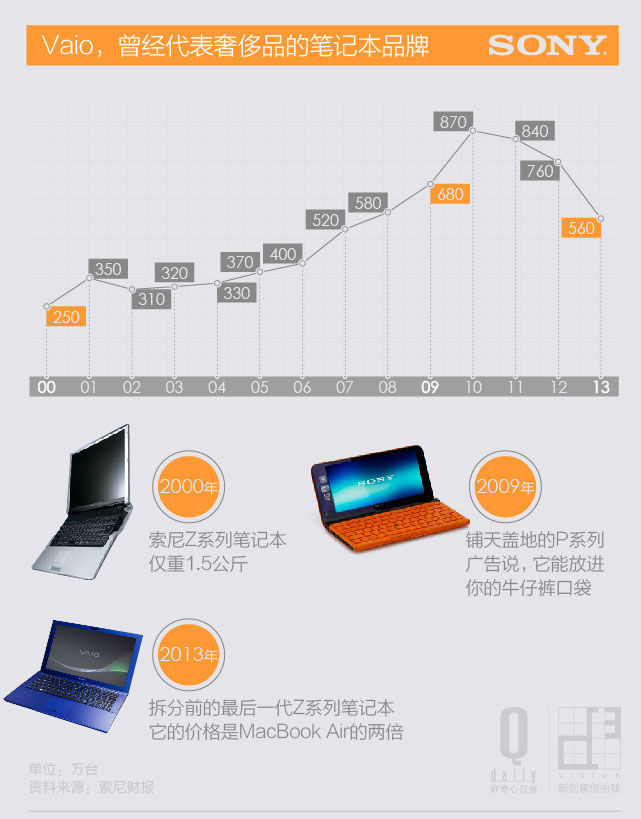 Vaio，曾经代表奢侈品的笔记本品牌 SONY
870
840
760
680
580
560
520
400
370
350
320
310
330
250
00 01 02 03 04 05 06 07 08 09 10 11 12 13
2000年
索尼Z系列笔记本
仅重1.5公斤
SONY
2009年
铺天盖地的P系列
广告说，它能放进
你的牛仔裤口袋
VAIO
2013年
拆分前的最后一代Z系列笔记本
它的价格是MacBook Air的两倍
单位：万台
资料来源：索尼财报
Q
daily
好奇心日报
vision
新创意创由我